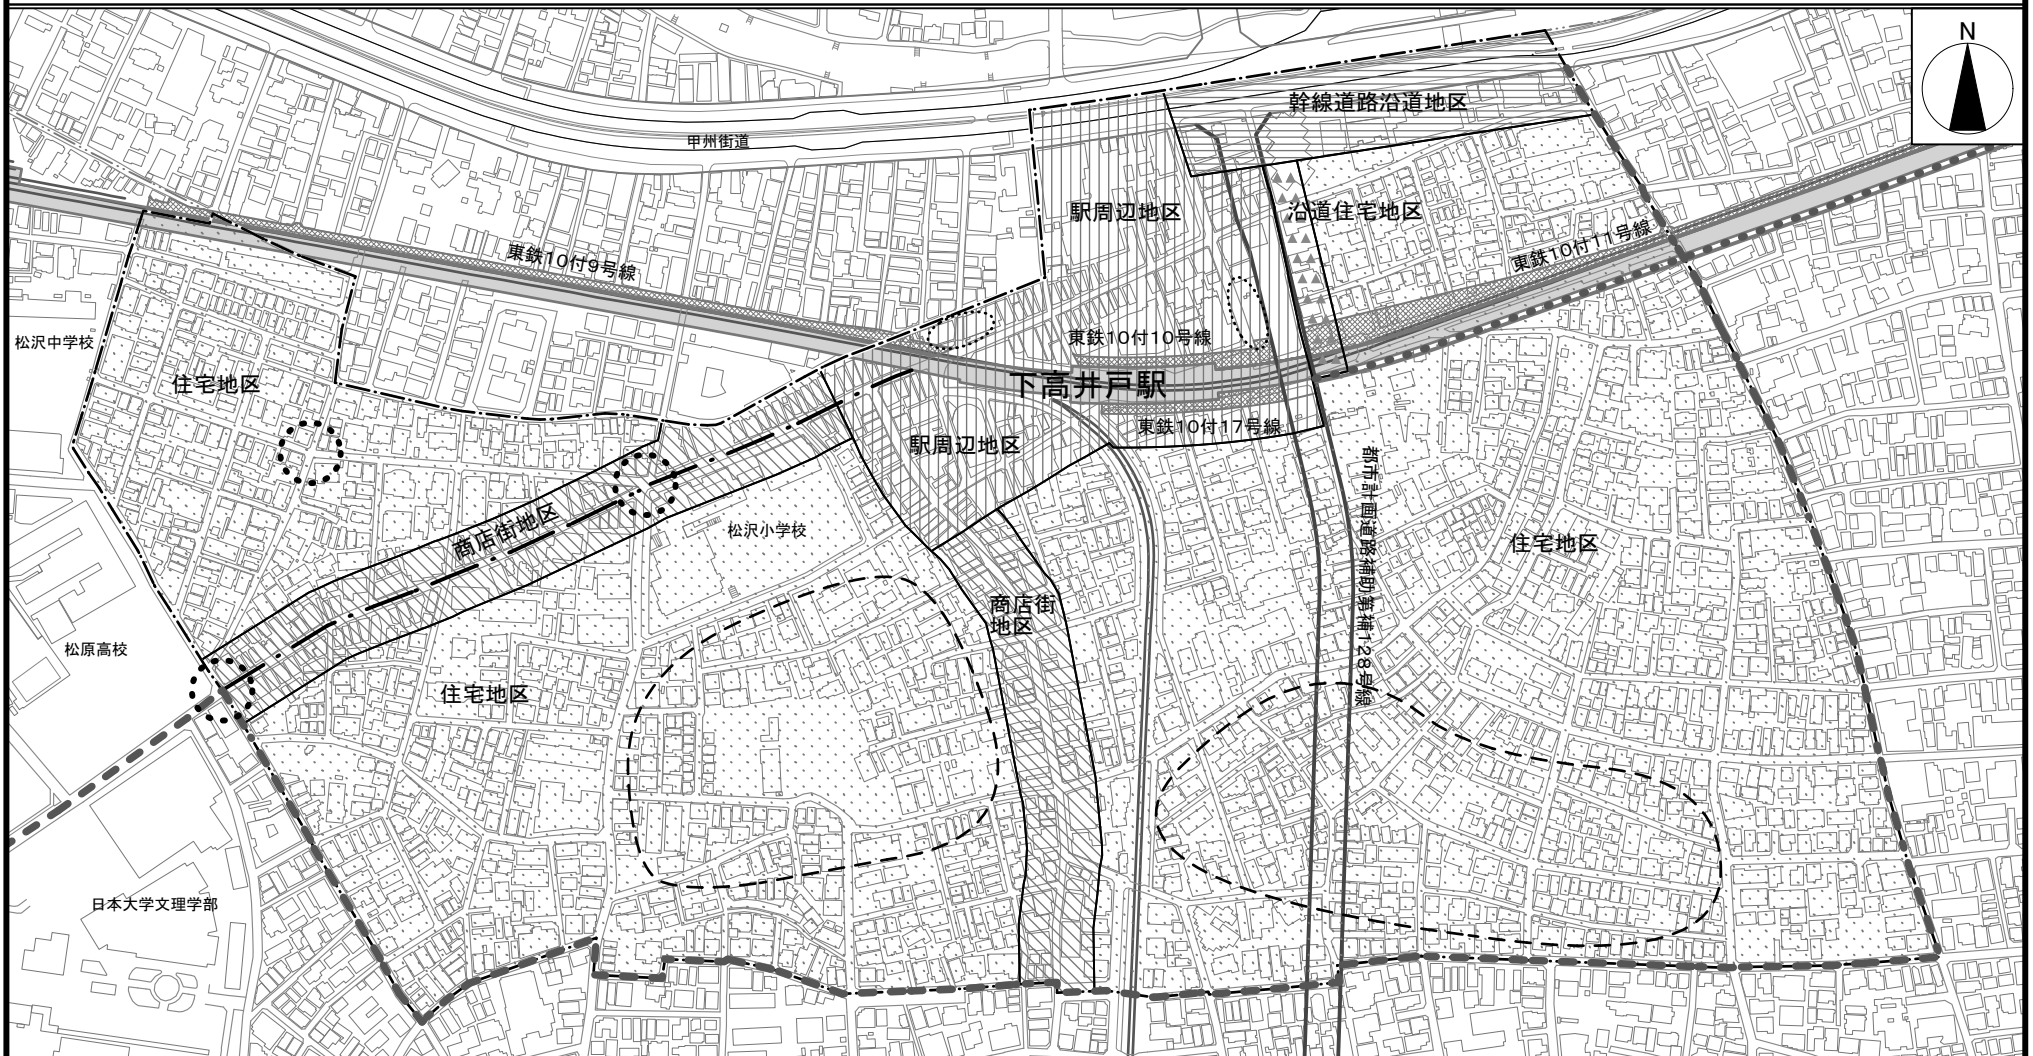 N
幹線道路沿道地区
甲州街道
駅周辺地区
沿道住宅地区
東鉄10付9号線
東鉄10付11号線
松沢中学校
東鉄10付10号線
住宅地区
下高井戸駅
東鉄10付17号線
駅周辺地区
都市計画道路補助第補128号線
商店街地区
松沢小学校
住宅地区
商店街
地区
松原高校
住宅地区
日本大学文理学部